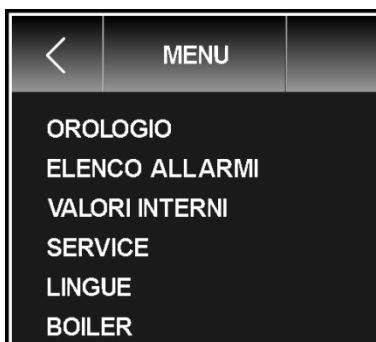 MENU
OROLOGIO
ELENCO ALLARMI
VALORI INTERNI
SERVICE
LINGUE
BOILER